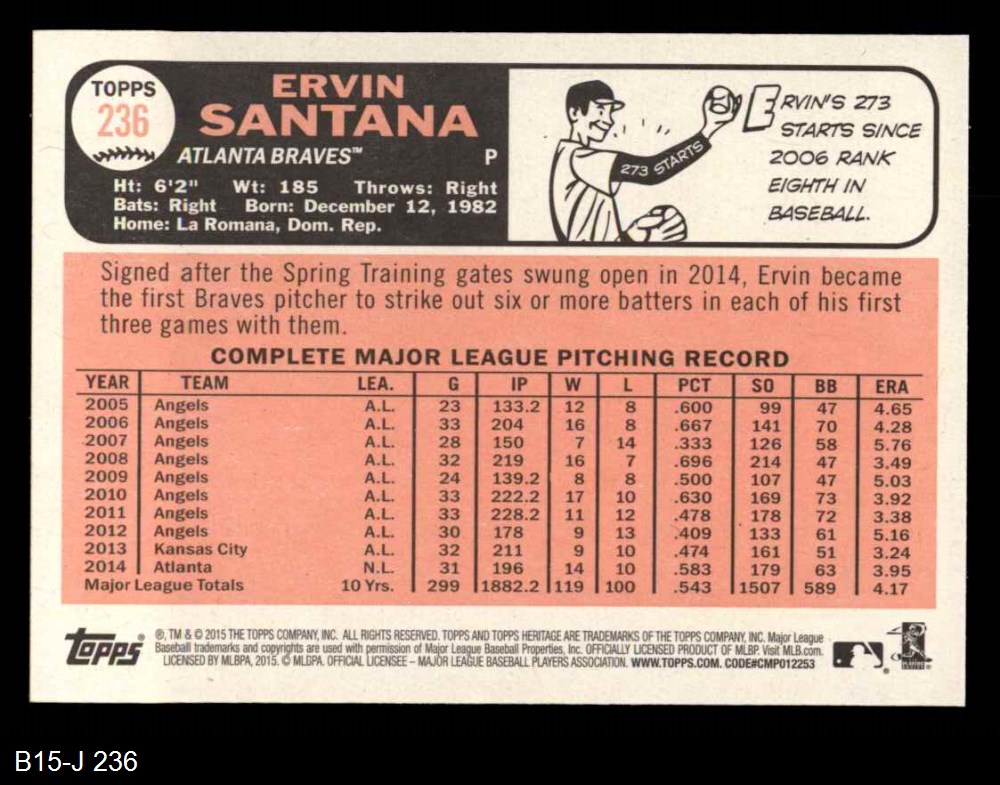 TOPPS
236
ERVIN
SANTANA
ATLANTA BRAVES™ P
Ht: 6'2" Wt: 185 Throws: Right
Bats: Right Born: December 12, 1982
Home: La Romana, Dom. Rep.
273 STARTS
ERVIN'S 273
STARTS SINCE
2006 RANK
EIGHTH IN
BASEBALL.
Signed after the Spring Training gates swung open in 2014, Ervin became
the first Braves pitcher to strike out six or more batters in each of his first
three games with them.
COMPLETE MAJOR LEAGUE PITCHING RECORD
YEAR TEAM LEA. G IP W L PCT SO BB ERA
2005 Angels A.L. 23 133.2 12 8 .600 99 47 4.65
2006 Angels A.L. 33 204 16 8 .667 141 70 4.28
2007 Angels A.L. 28 150 7 14 .333 126 58 5.76
2008 Angels A.L. 32 219 16 7 .696 214 47 3.49
2009 Angels A.L. 24 139.2 8 8 .500 107 47 5.03
2010 Angels A.L. 33 222.2 17 10 .630 169 73 3.92
2011 Angels A.L. 33 228.2 11 12 .478 178 72 3.38
2012 Angels A.L. 30 178 9 13 .409 133 61 5.16
2013 Kansas City A.L. 32 211 9 10 .474 161 51 3.24
2014 Atlanta N.L. 31 196 14 10 .583 179 63 3.95
Major League Totals 10 Yrs. 299 1882.2 119 100 .543 1507 589 4.17
Topps®
®, TM & © 2015 THE TOPPS COMPANY, INC. ALL RIGHTS RESERVED. TOPPS AND TOPPS HERITAGE ARE TRADEMARKS OF THE TOPPS COMPANY, INC. Major League
Baseball trademarks and copyrights are used with permission of Major League Baseball Properties, Inc. OFFICIALLY LICENSED PRODUCT OF MLBP. Visit MLB.com.
LICENSED BY MLBPA, 2015. © MLBPA. OFFICIAL LICENSEE – MAJOR LEAGUE BASEBALL PLAYERS ASSOCIATION. WWW.TOPPS.COM. CODE#CMP012253
B15-J 236